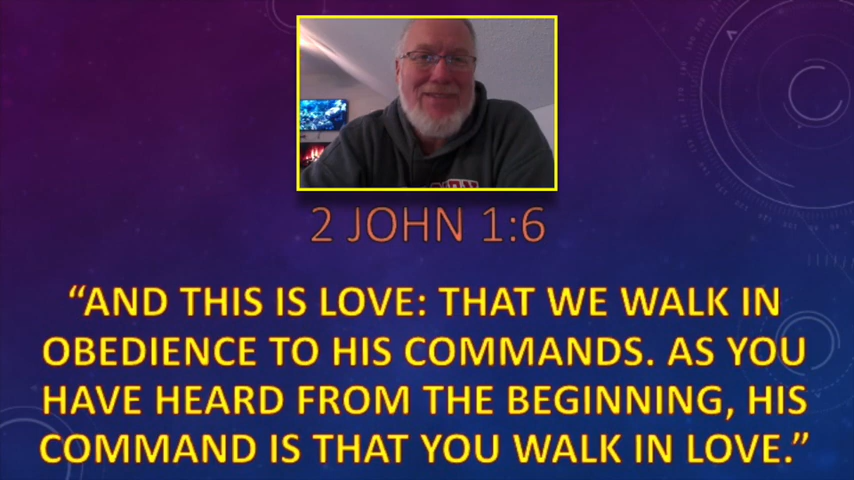 2 JOHN 1:6
“AND THIS IS LOVE: THAT WE WALK IN
OBEDIENCE TO HIS COMMANDS. AS YOU
HAVE HEARD FROM THE BEGINNING, HIS
COMMAND IS THAT YOU WALK IN LOVE.”